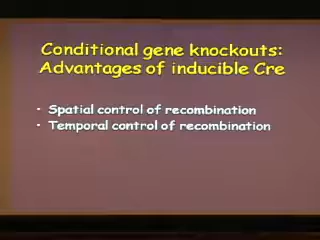 Conditional gene knockouts:
Advantages of inducible Cre
• Spatial control of recombination
• Temporal control of recombination